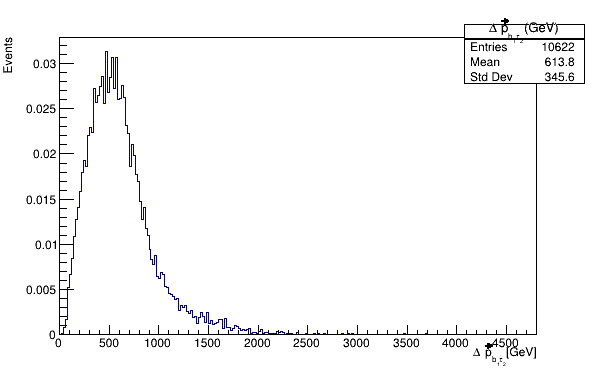 Δ p⃗_{b₁τ₂}(GeV)
Entries 10622
Mean 613.8
Std Dev 345.6
Events
0.03
0.025
0.02
0.015
0.01
0.005
0
0 500 1000 1500 2000 2500 3000 3500 4000 4500
Δ p⃗_{b₁τ₂}[GeV]